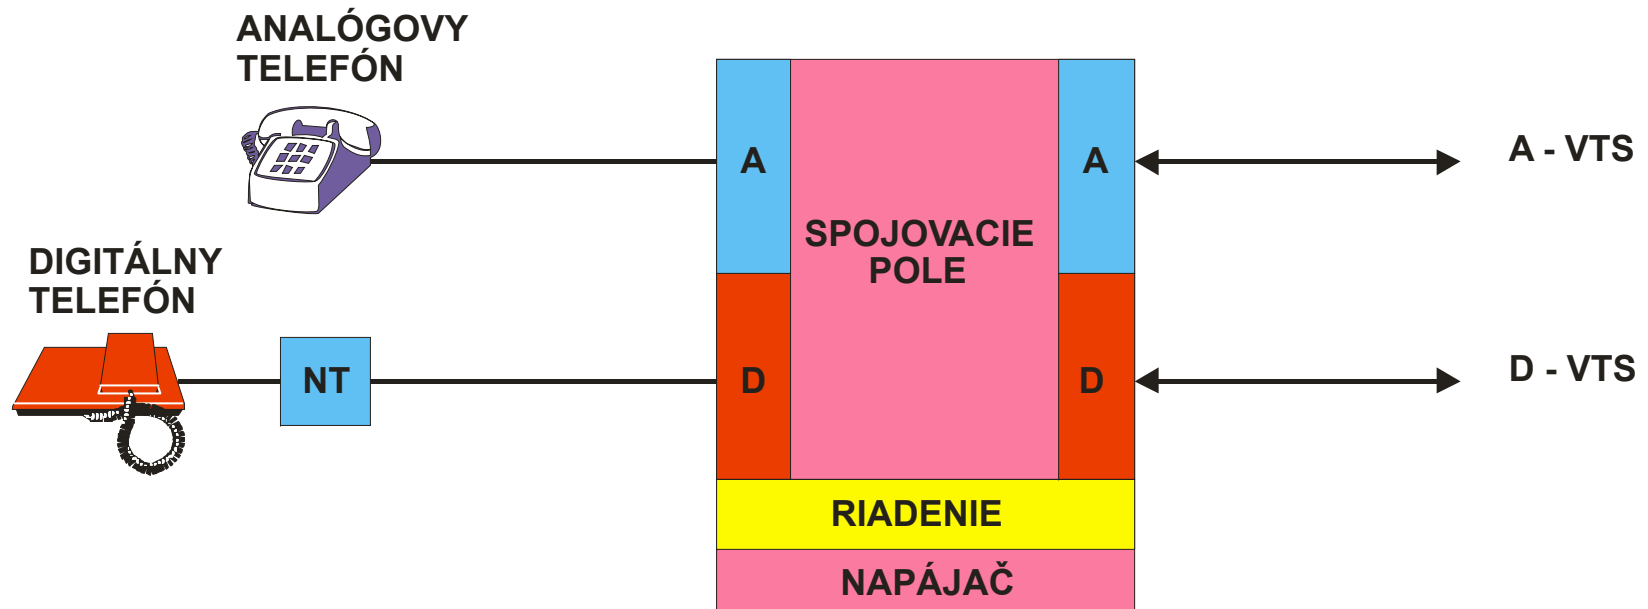 ANALÓGOVY
TELEFÓN
A
A
A - VTS
SPOJOVACIE
POLE
DIGITÁLNY
TELEFÓN
NT
D
D
D - VTS
RIADENIE
NAPÁJAČ